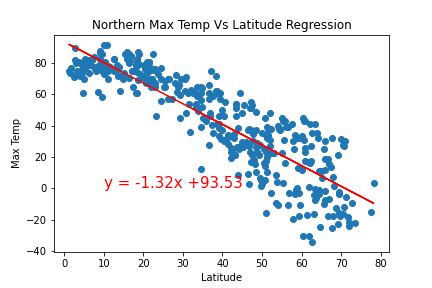 Northern Max Temp Vs Latitude Regression
Max Temp
80
60
40
20
0
−20
−40
y = -1.32x +93.53
0 10 20 30 40 50 60 70 80
Latitude